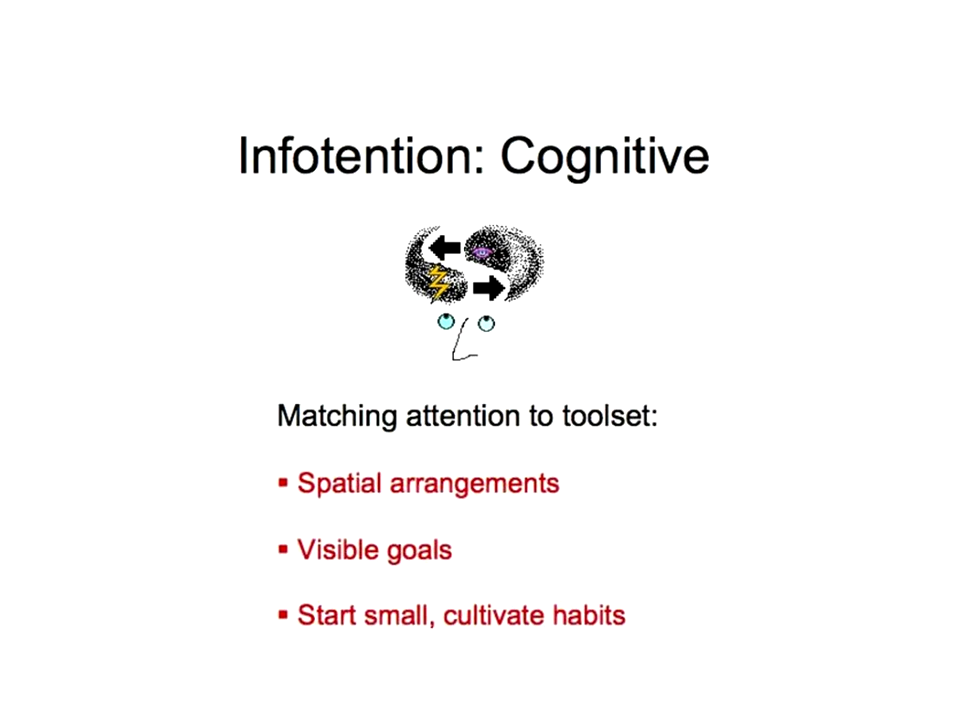 Infotention: Cognitive
Matching attention to toolset:
▪ Spatial arrangements
▪ Visible goals
▪ Start small, cultivate habits